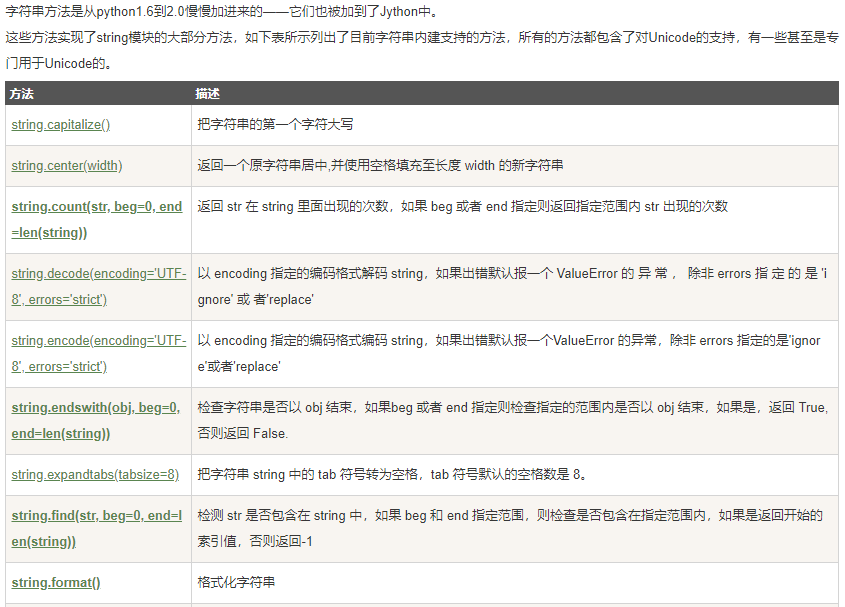 字符串方法是从python1.6到2.0慢慢加进来的——它们也被加到了Jython中。
这些方法实现了string模块的大部分方法，如下表所示列出了目前字符串内建支持的方法，所有的方法都包含了对Unicode的支持，有一些甚至是专
门用于Unicode的。
方法 描述
string.capitalize() 把字符串的第一个字符大写
string.center(width) 返回一个原字符串居中,并使用空格填充至长度 width 的新字符串
string.count(str, beg=0, end
=len(string))
返回 str 在 string 里面出现的次数，如果 beg 或者 end 指定则返回指定范围内 str 出现的次数
string.decode(encoding='UTF-
8', errors='strict')
以 encoding 指定的编码格式解码 string，如果出错默认报一个 ValueError 的 异 常 ， 除非 errors 指 定 的 是 'i
gnore' 或 者'replace'
string.encode(encoding='UTF-
8', errors='strict')
以 encoding 指定的编码格式编码 string，如果出错默认报一个ValueError 的异常，除非 errors 指定的是'ignor
e'或者'replace'
string.endswith(obj, beg=0,
end=len(string))
检查字符串是否以 obj 结束，如果beg 或者 end 指定则检查指定的范围内是否以 obj 结束，如果是，返回 True,
否则返回 False.
string.expandtabs(tabsize=8) 把字符串 string 中的 tab 符号转为空格，tab 符号默认的空格数是 8。
string.find(str, beg=0, end=l
en(string))
检测 str 是否包含在 string 中，如果 beg 和 end 指定范围，则检查是否包含在指定范围内，如果是返回开始的
索引值，否则返回-1
string.format() 格式化字符串